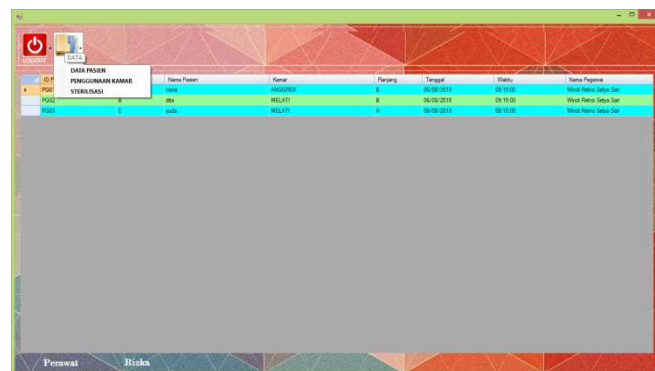 LOGOUT
DATA
DATA PASIEN
PENGGUNAAN KAMAR
STERILISASI
ID P Nama Pasien Kamar Ranjang Tanggal Waktu Nama Pegawai
PG01 nana ANGGREK B 06/08/2018 09:15:00 Windi Retno Setyo Sari
PG02 B dita MELATI B 06/08/2018 09:15:00 Windi Retno Setyo Sari
PG03 C yuda MELATI A 06/08/2018 09:15:00 Windi Retno Setyo Sari
Perawat Rizka